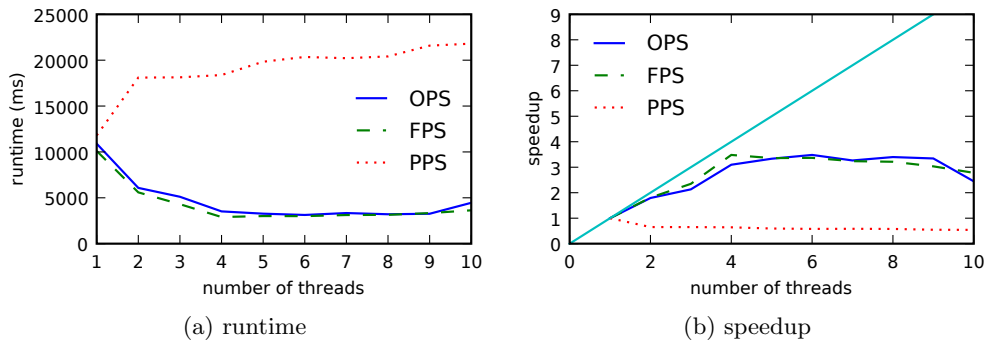 25000
20000
15000
10000
5000
0
runtime (ms)
OPS
FPS
PPS
1 2 3 4 5 6 7 8 9 10
number of threads
(a) runtime
9
8
7
6
5
4
3
2
1
0
speedup
OPS
FPS
PPS
0 2 4 6 8 10
number of threads
(b) speedup